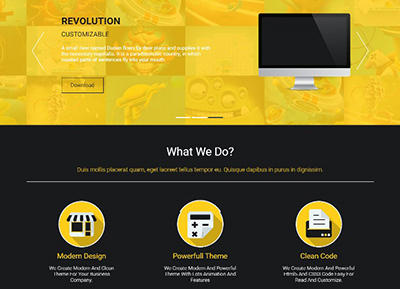 REVOLUTION
CUSTOMIZABLE
A small river named Duden flows by their place and supplies it with
the necessary regelialia. It is a paradisematic country, in which
roasted parts of sentences fly into your mouth.
Download
What We Do?
Duis mollis placerat quam, eget laoreet tellus tempor eu. Quisque dapibus in purus in dignissim.
Modern Design
Powerfull Theme
Clean Code
We Create Modern And Clean
Theme For Your Business
Company.
We Create Modern And Powerful
Theme With Lots Animation And
Features
We Create Modern And Powerful
Html5 And CSS3 Code Easy For
Read And Customize.